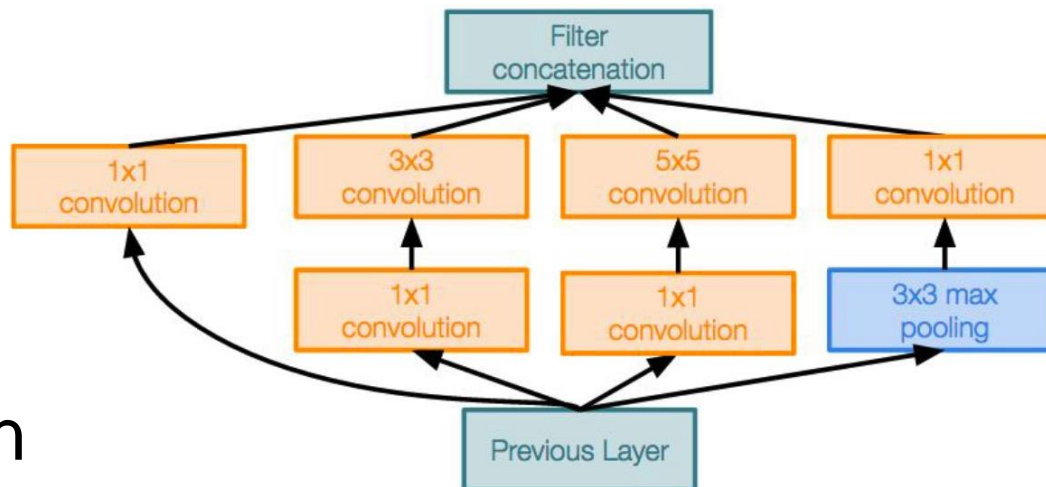 Filter
concatenation
1x1
convolution
3x3
convolution
5x5
convolution
1x1
convolution
1x1
convolution
1x1
convolution
3x3 max
pooling
Previous Layer
n